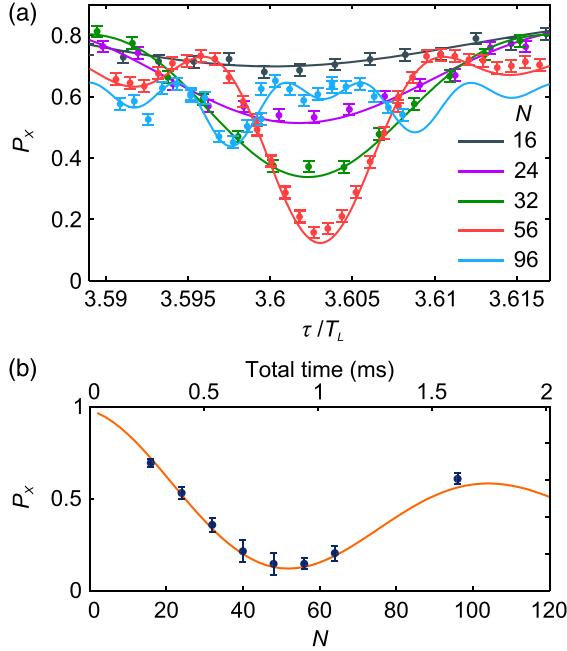 (a)
0.8
0.6
0.4
0.2
0
P_X
N
16
24
32
56
96
3.59 3.595 3.6 3.605 3.61 3.615
τ/T_L
(b)
Total time (ms)
0 0.5 1 1.5 2
1
0.5
0
P_X
0 20 40 60 80 100 120
N